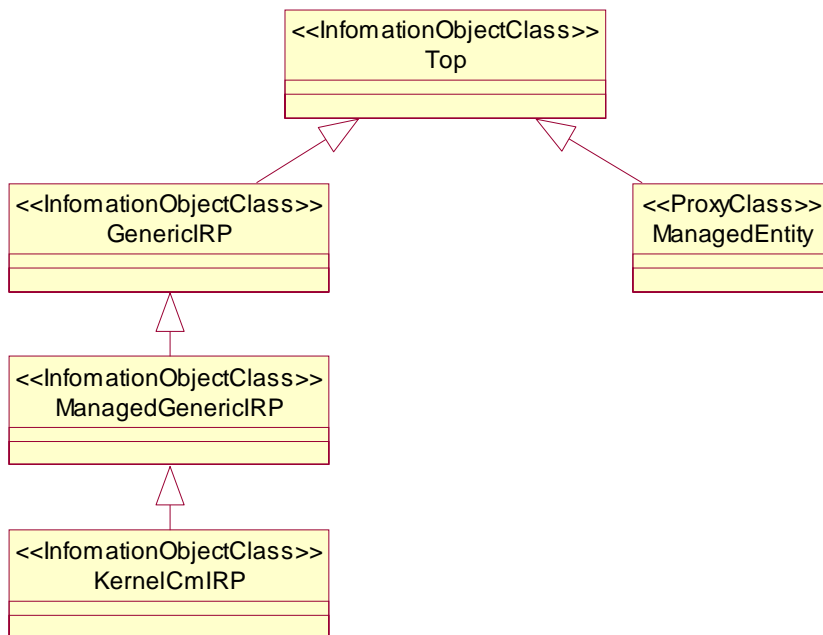 <<InfomationObjectClass>>
Top
<<InfomationObjectClass>>
GenericIRP
<<ProxyClass>>
ManagedEntity
<<InfomationObjectClass>>
ManagedGenericIRP
<<InfomationObjectClass>>
KernelCmIRP